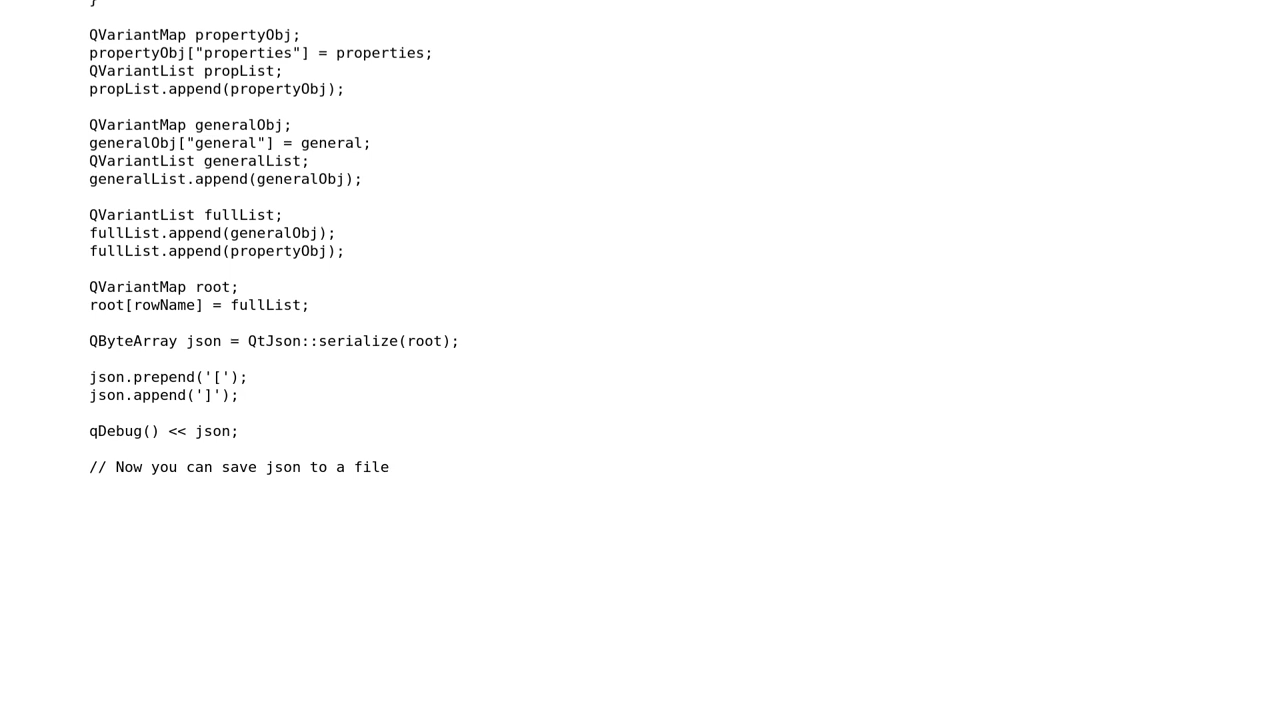 }
QVariantMap propertyObj;
propertyObj["properties"] = properties;
QVariantList propList;
propList.append(propertyObj);
QVariantMap generalObj;
generalObj["general"] = general;
QVariantList generalList;
generalList.append(generalObj);
QVariantList fullList;
fullList.append(generalObj);
fullList.append(propertyObj);
QVariantMap root;
root[rowName] = fullList;
QByteArray json = QtJson::serialize(root);
json.prepend('[');
json.append(']');
qDebug() << json;
// Now you can save json to a file